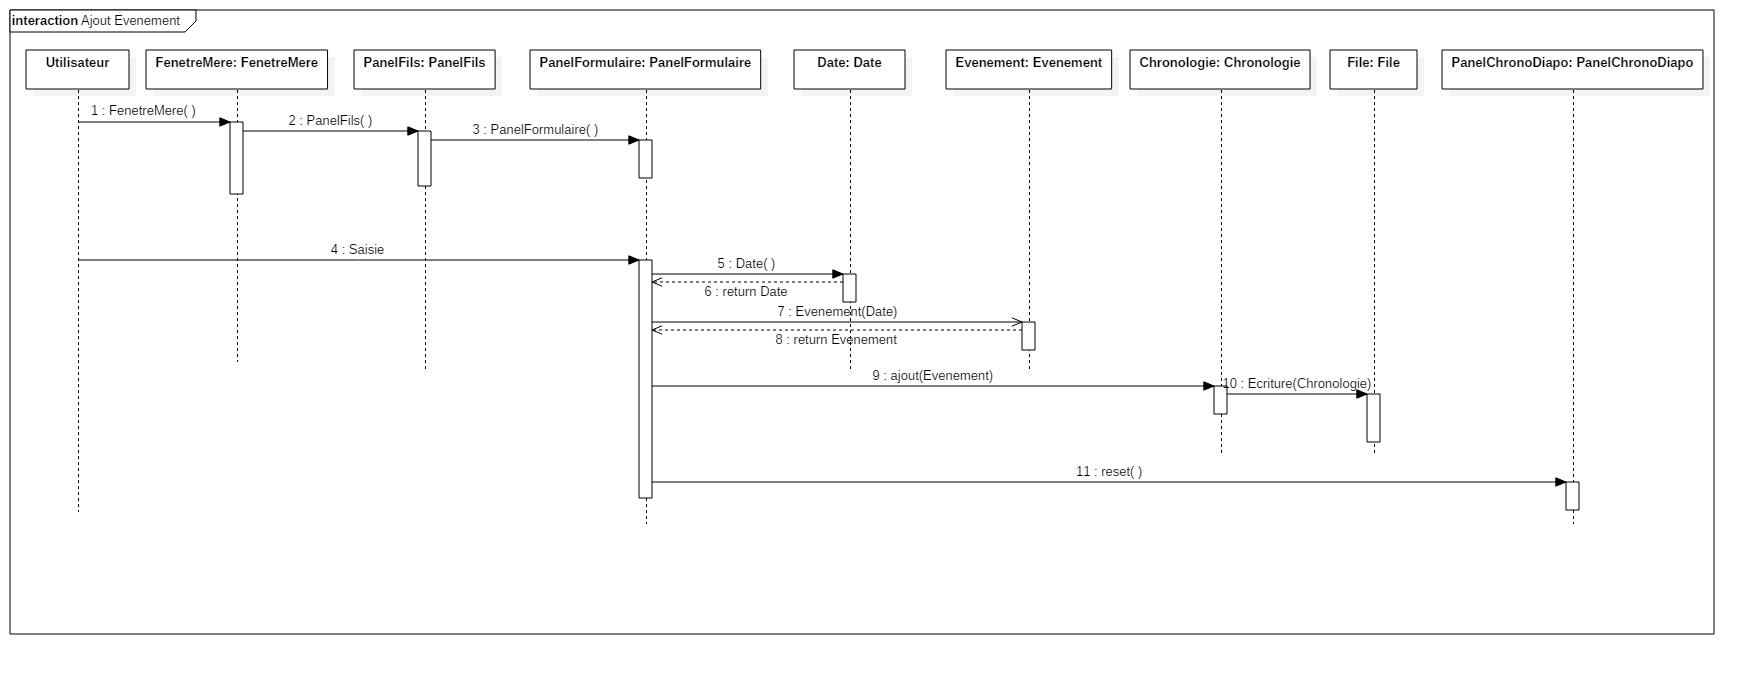 interaction Ajout Evenement
Utilisateur
FenetreMere: FenetreMere
PanelFils: PanelFils
PanelFormulaire: PanelFormulaire
Date: Date
Evenement: Evenement
Chronologie: Chronologie
File: File
PanelChronoDiapo: PanelChronoDiapo
1 : FenetreMere( )
2 : PanelFils( )
3 : PanelFormulaire( )
4 : Saisie
5 : Date( )
6 : return Date
7 : Evenement(Date)
8 : return Evenement
9 : ajout(Evenement)
10 : Ecriture(Chronologie)
11 : reset( )